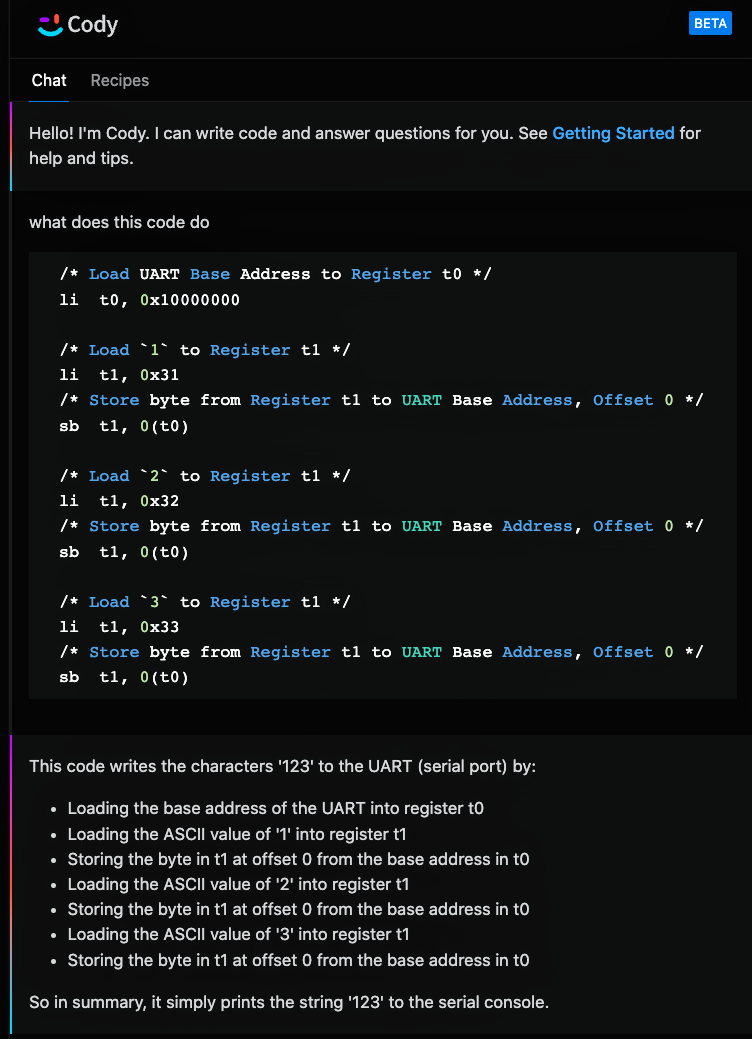 Cody
BETA
Chat Recipes
Hello! I'm Cody. I can write code and answer questions for you. See Getting Started for
help and tips.
what does this code do
/* Load UART Base Address to Register t0 */
li  t0, 0x10000000
/* Load `1` to Register t1 */
li  t1, 0x31
/* Store byte from Register t1 to UART Base Address, Offset 0 */
sb  t1, 0(t0)
/* Load `2` to Register t1 */
li  t1, 0x32
/* Store byte from Register t1 to UART Base Address, Offset 0 */
sb  t1, 0(t0)
/* Load `3` to Register t1 */
li  t1, 0x33
/* Store byte from Register t1 to UART Base Address, Offset 0 */
sb  t1, 0(t0)
This code writes the characters '123' to the UART (serial port) by:
• Loading the base address of the UART into register t0
• Loading the ASCII value of '1' into register t1
• Storing the byte in t1 at offset 0 from the base address in t0
• Loading the ASCII value of '2' into register t1
• Storing the byte in t1 at offset 0 from the base address in t0
• Loading the ASCII value of '3' into register t1
• Storing the byte in t1 at offset 0 from the base address in t0
So in summary, it simply prints the string '123' to the serial console.